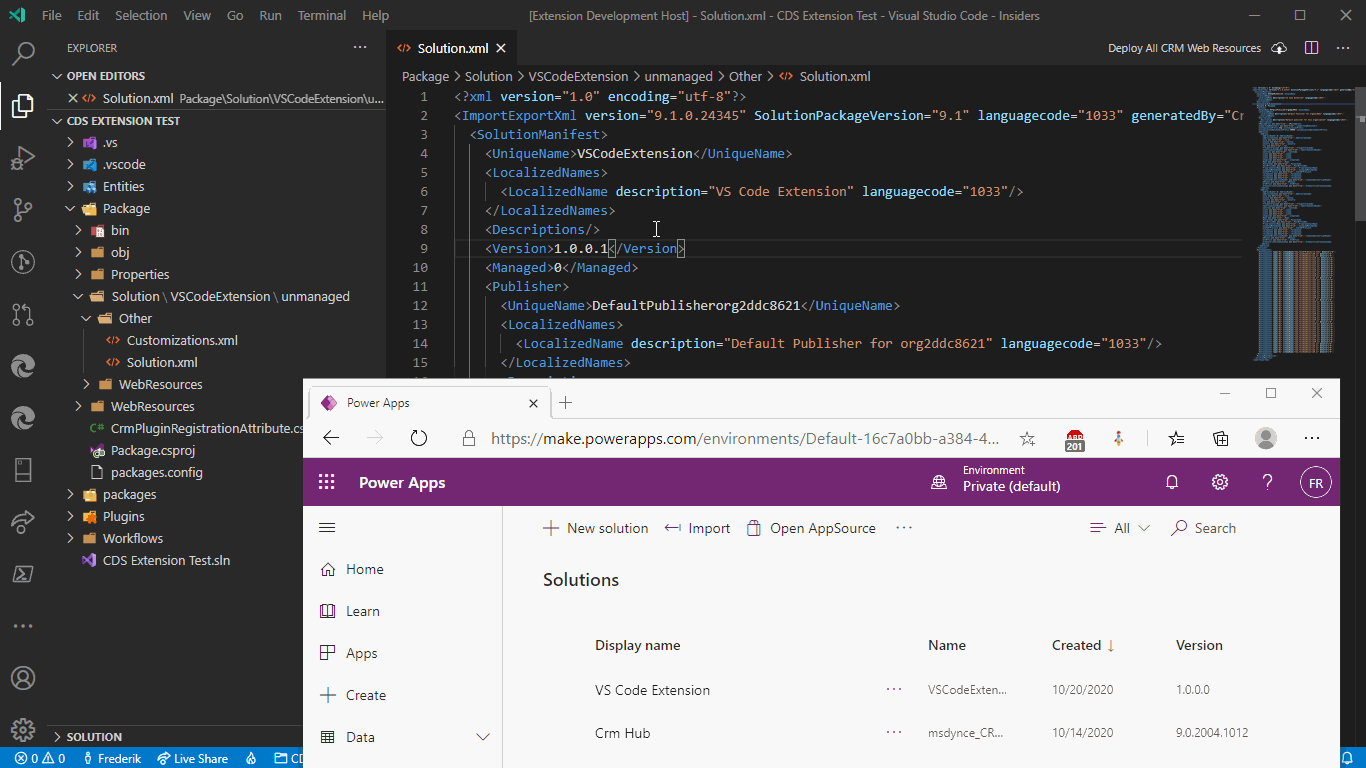 File Edit Selection View Go Run Terminal Help [Extension Development Host] - Solution.xml - CDS Extension Test - Visual Studio Code - Insiders
EXPLORER
OPEN EDITORS
Solution.xml Package\Solution\VSCodeExtension\u...
CDS EXTENSION TEST
.vs
.vscode
Entities
Package
bin
obj
Properties
Solution \ VSCodeExtension \ unmanaged
Other
Customizations.xml
Solution.xml
WebResources
WebResources
CrmPluginRegistrationAttribute.cs
Package.csproj
packages.config
packages
Plugins
Workflows
CDS Extension Test.sln
SOLUTION
0 0 Frederik Live Share CD
Solution.xml
Deploy All CRM Web Resources
Package > Solution > VSCodeExtension > unmanaged > Other > Solution.xml
1 <?xml version="1.0" encoding="utf-8"?>
2 <ImportExportXml version="9.1.0.24345" SolutionPackageVersion="9.1" languagecode="1033" generatedBy="Cr
3 <SolutionManifest>
4 <UniqueName>VSCodeExtension</UniqueName>
5 <LocalizedNames>
6 <LocalizedName description="VS Code Extension" languagecode="1033"/>
7 </LocalizedNames>
8 <Descriptions/>
9 <Version>1.0.0.1</Version>
10 <Managed>0</Managed>
11 <Publisher>
12 <UniqueName>DefaultPublisherorg2ddc8621</UniqueName>
13 <LocalizedNames>
14 <LocalizedName description="Default Publisher for org2ddc8621" languagecode="1033"/>
15 </LocalizedNames>
Power Apps
https://make.powerapps.com/environments/Default-16c7a0bb-a384-4...
ABP
201
Power Apps
Environment
Private (default)
FR
New solution Import Open AppSource ... All Search
Home
Learn
Apps
Create
Data
Solutions
Display name Name Created ↓ Version
VS Code Extension ... VSCodeExten... 10/20/2020 1.0.0.0
Crm Hub ... msdynce_CR... 10/14/2020 9.0.2004.1012